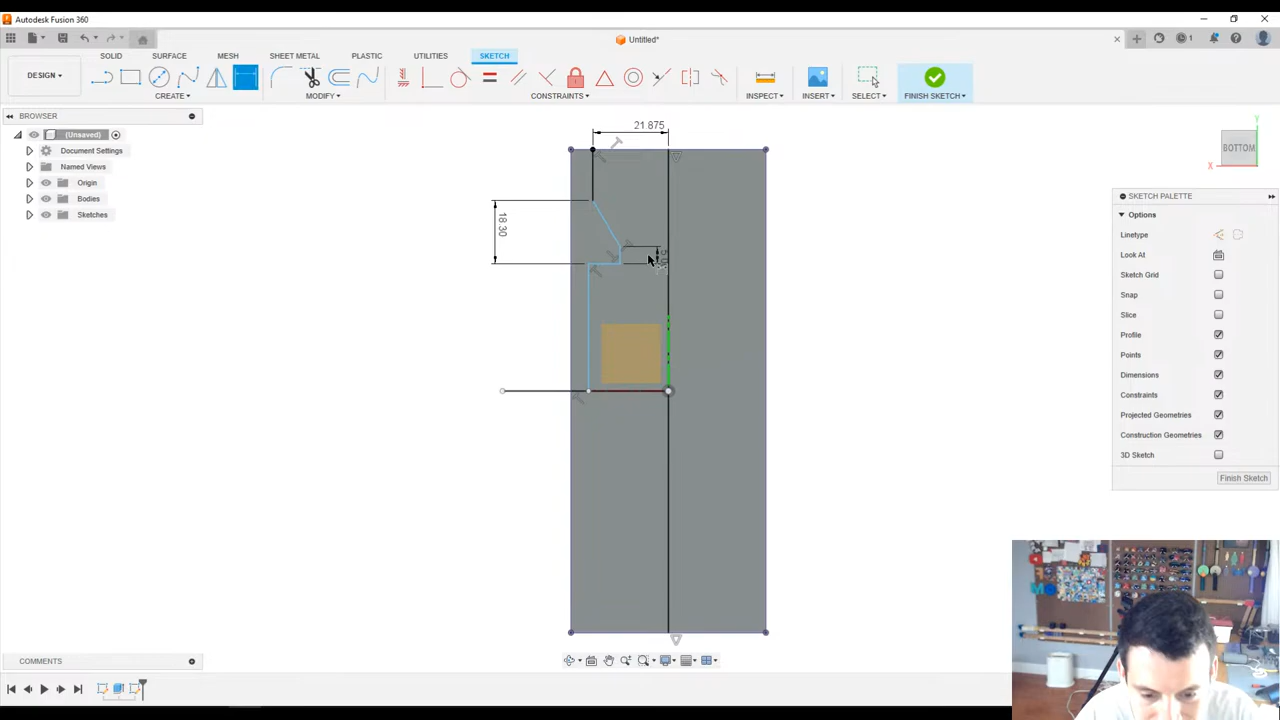 Autodesk Fusion 360
Untitled*
1
DESIGN
SOLID SURFACE MESH SHEET METAL PLASTIC UTILITIES SKETCH
CREATE MODIFY CONSTRAINTS INSPECT INSERT SELECT FINISH SKETCH
BROWSER
(Unsaved)
Document Settings
Named Views
Origin
Bodies
Sketches
21.875
18.30
Y
BOTTOM
X
SKETCH PALETTE
Options
Linetype
Look At
Sketch Grid
Snap
Slice
Profile
Points
Dimensions
Constraints
Projected Geometries
Construction Geometries
3D Sketch
Finish Sketch
COMMENTS